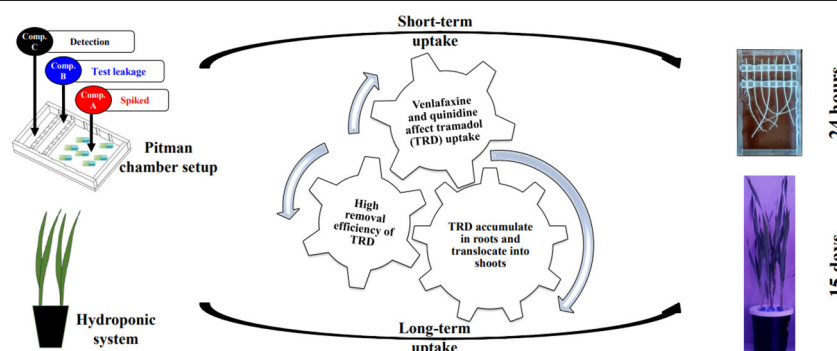 Short-term
uptake
Comp.
C
Detection
Comp.
B
Test leakage
Comp.
A
Spiked
Pitman
chamber setup
Venlafaxine
and quinidine
affect tramadol
(TRD) uptake
High
removal
efficiency of
TRD
TRD accumulate
in roots and
translocate into
shoots
24 hours
15 days
Hydroponic
system
Long-term
uptake